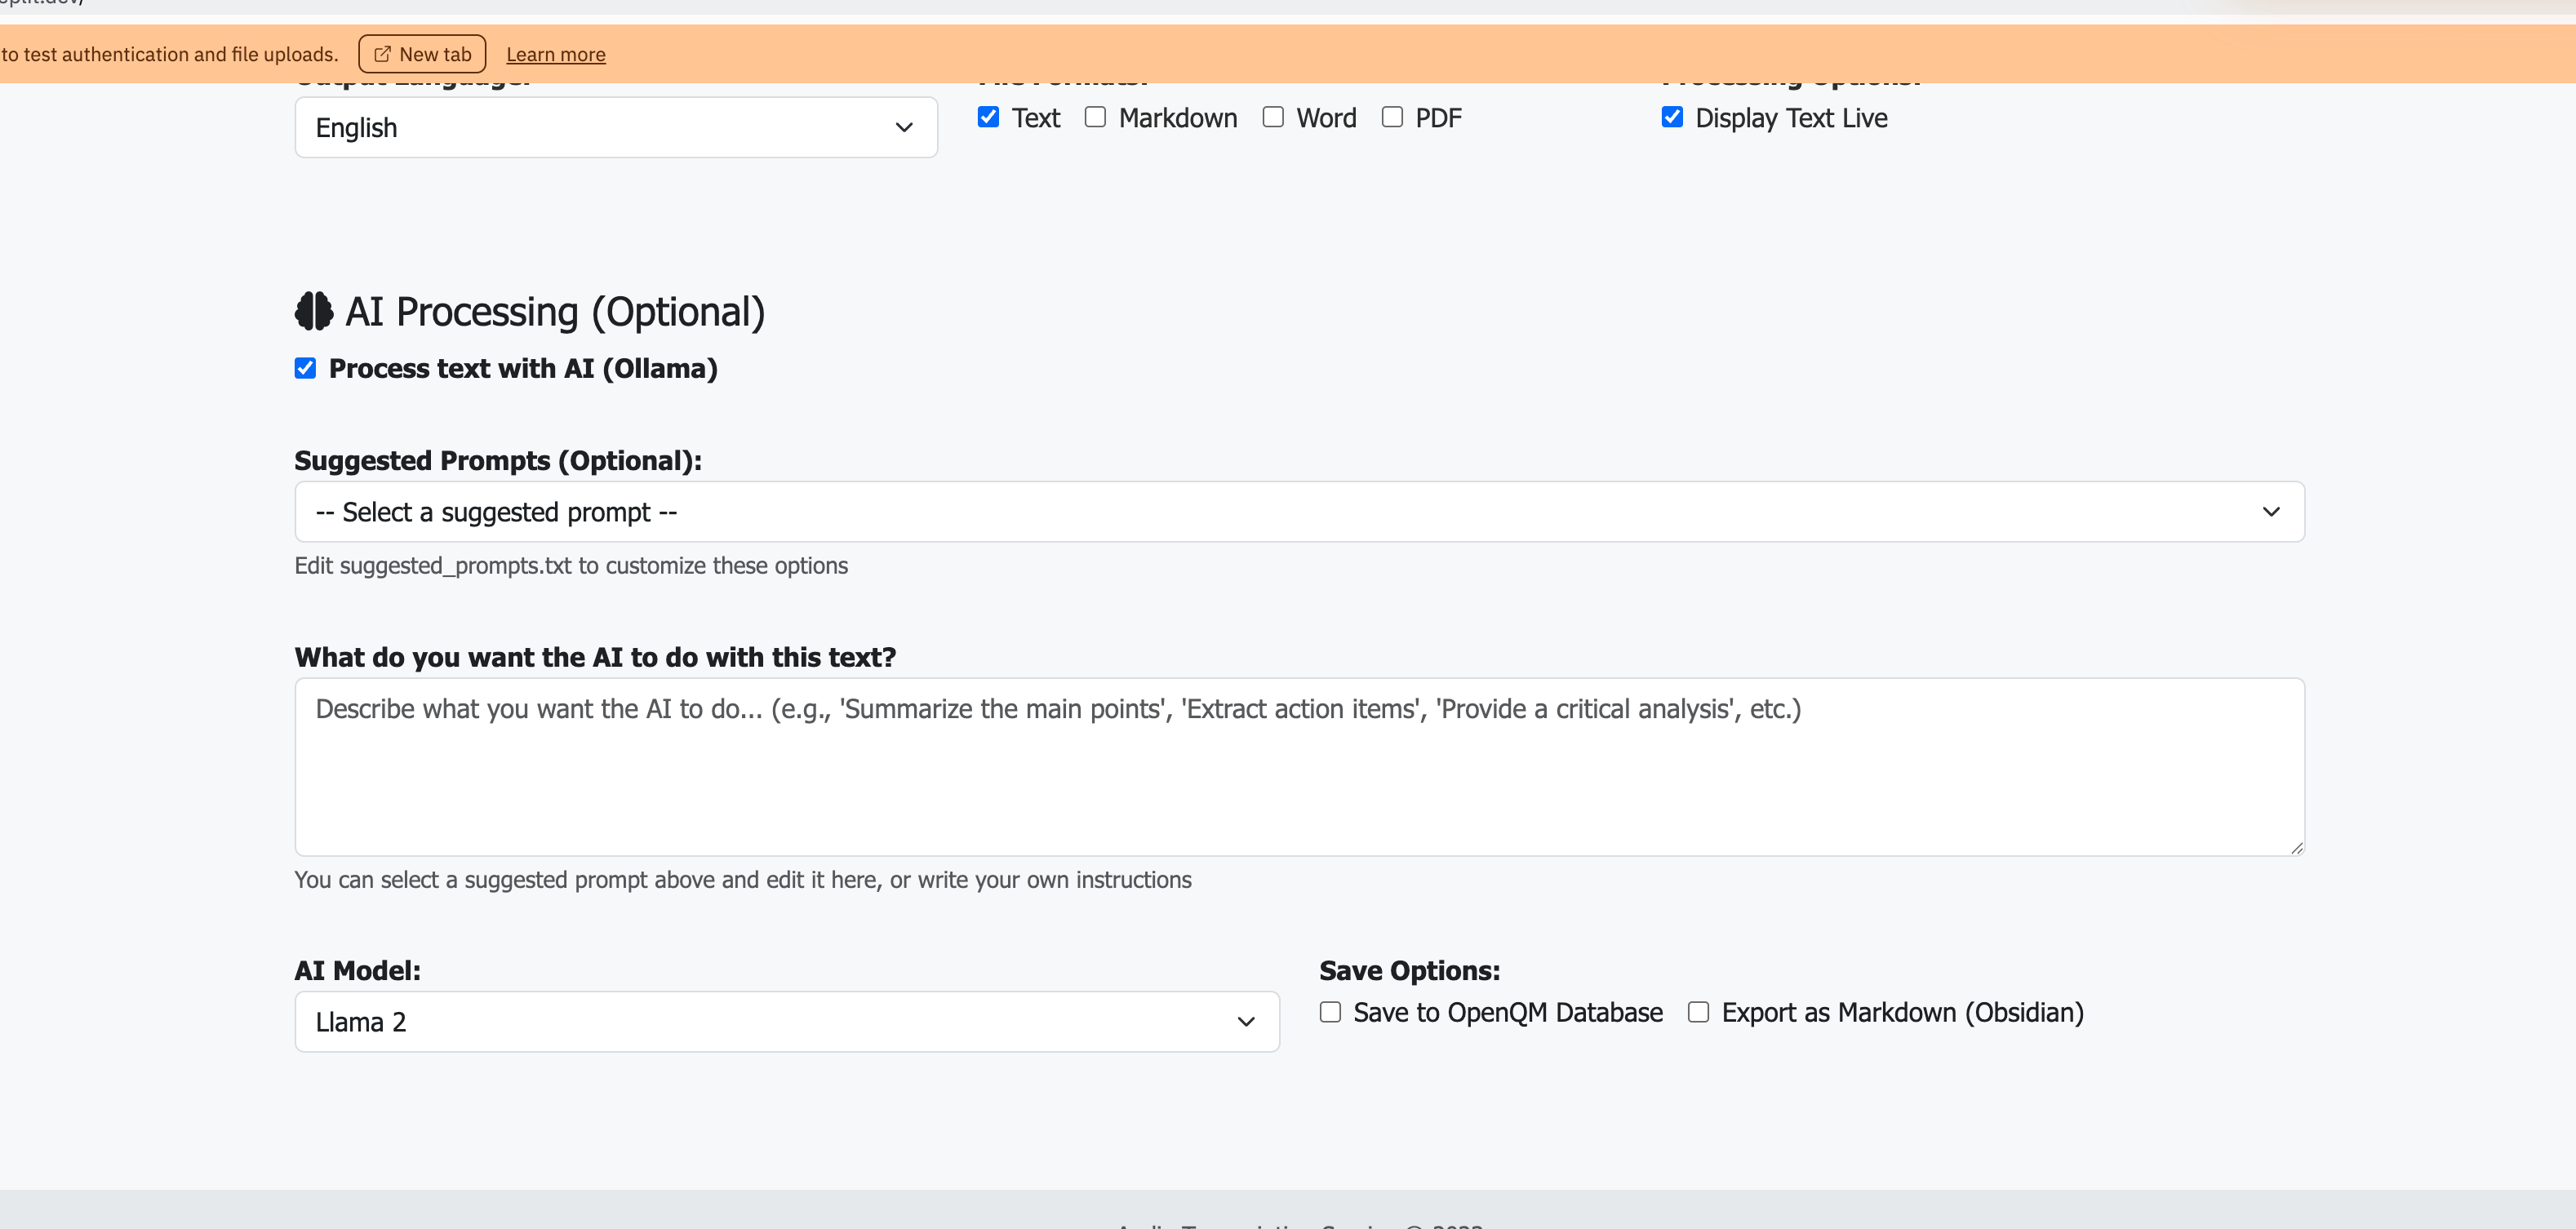 to test authentication and file uploads. New tab Learn more
English
Text Markdown Word PDF
Display Text Live
AI Processing (Optional)
Process text with AI (Ollama)
Suggested Prompts (Optional):
-- Select a suggested prompt --
Edit suggested_prompts.txt to customize these options
What do you want the AI to do with this text?
Describe what you want the AI to do... (e.g., 'Summarize the main points', 'Extract action items', 'Provide a critical analysis', etc.)
You can select a suggested prompt above and edit it here, or write your own instructions
AI Model:
Llama 2
Save Options:
Save to OpenQM Database Export as Markdown (Obsidian)